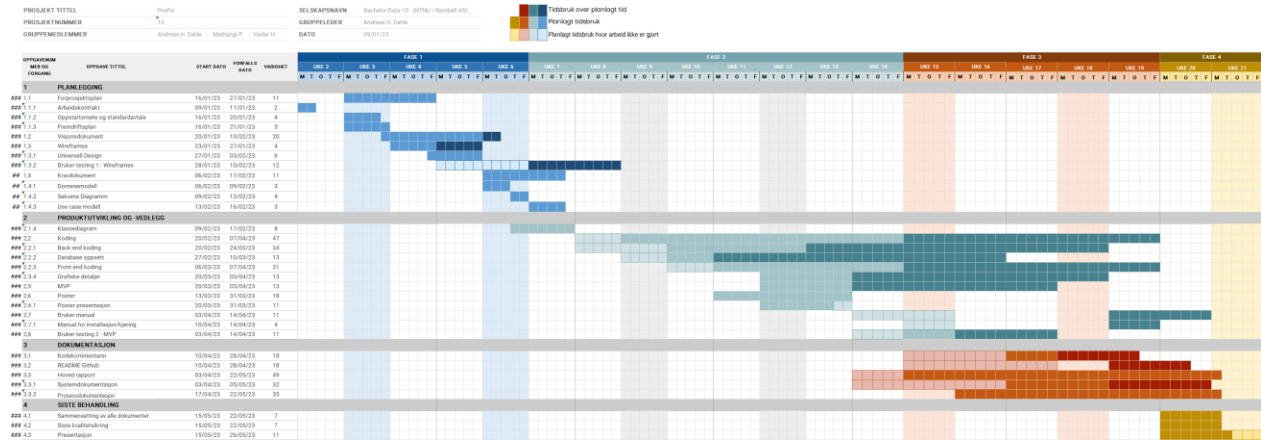 PROSJEKT TITTEL FireFix SELSKAPSNAVN Bachelor-Data-10 (NTNU / Rambøll AS) Tidsbruk over planlagt tid
PROSJEKTNUMMER 10 GRUPPELEDER Andreas H. Dahle Planlagt tidsbruk
GRUPPEMEDLEMMER Andreas H. Dahle - Maithangi P. - Heder H. DATO 09/01/23 Planlagt tidsbruk hvor arbeid ikke er gjort
FASE 1 FASE 2 FASE 3 FASE 4
OPPGAVENUMMER OG FORGANG OPPGAVE TITTEL START DATO FORFALLS DATO VARIGHET UKE 2 UKE 3 UKE 4 UKE 5 UKE 6 UKE 7 UKE 8 UKE 9 UKE 10 UKE 11 UKE 12 UKE 13 UKE 14 UKE 15 UKE 16 UKE 17 UKE 18 UKE 19 UKE 20 UKE 21
M T O T F M T O T F M T O T F M T O T F M T O T F M T O T F M T O T F M T O T F M T O T F M T O T F M T O T F M T O T F M T O T F M T O T F M T O T F M T O T F M T O T F M T O T F M T O T F M T O T F
1 PLANLEGGING
### 1.1 Forprosjektsplan 16/01/23 27/01/23 11
### 1.1.1 Arbeidskontrakt 09/01/23 11/01/23 2
### 1.1.2 Oppstartsmøte og standardavtale 16/01/23 20/01/23 4
### 1.1.3 Fremdriftsplan 16/01/23 21/01/23 5
### 1.2 Visjonsdokument 20/01/23 10/02/23 20
### 1.3 Wireframes 23/01/23 27/01/23 4
### 1.3.1 Universell Design 27/01/23 03/02/23 6
### 1.3.2 Bruker testing 1 - Wireframes 28/01/23 10/02/23 12
## 1.4 Kravdokument 06/02/23 17/02/23 11
## 1.4.1 Domenemodell 06/02/23 09/02/23 3
## 1.4.2 Sekvens Diagramm 09/02/23 13/02/23 4
## 1.4.3 Use case modell 13/02/23 16/02/23 3
2 PRODUKTUTVIKLING OG -VEDLEGG
### 2.1.4 Klassediagram 09/02/23 17/02/23 8
### 2.2 Koding 20/02/23 07/04/23 47
### 2.2.1 Back-end koding 20/02/23 24/03/23 34
### 2.2.2 Database oppsett 27/02/23 10/03/23 13
### 2.2.3 Front-end koding 06/03/23 07/04/23 31
### 2.3.4 Grafiske detaljer 20/03/23 03/04/23 13
### 2.5 MVP 20/03/23 03/04/23 13
### 2.6 Poster 13/03/23 31/03/23 18
### 2.6.1 Poster presentasjon 20/03/23 31/03/23 11
### 2.7 Bruker manual 03/04/23 14/04/23 11
### 2.7.1 Manual for installasjon/kjøring 10/04/23 14/04/23 4
### 2.8 Bruker testing 2 - MVP 03/04/23 14/04/23 11
3 DOKUMENTASJON
### 3.1 Kodekommentarer 10/04/23 28/04/23 18
### 3.2 README Github 10/04/23 28/04/23 18
### 3.3 Hoved rapport 03/04/23 22/05/23 49
### 3.3.1 Systemdokumentasjon 03/04/23 05/05/23 32
### 3.3.2 Prosessdokumentasjon 17/04/23 22/05/23 35
4 SISTE BEHANDLING
### 4.1 Sammensetting av alle dokumenter 15/05/23 22/05/23 7
### 4.2 Siste kvalitetsikring 15/05/23 22/05/23 7
### 4.3 Presentasjon 15/05/23 26/05/23 11